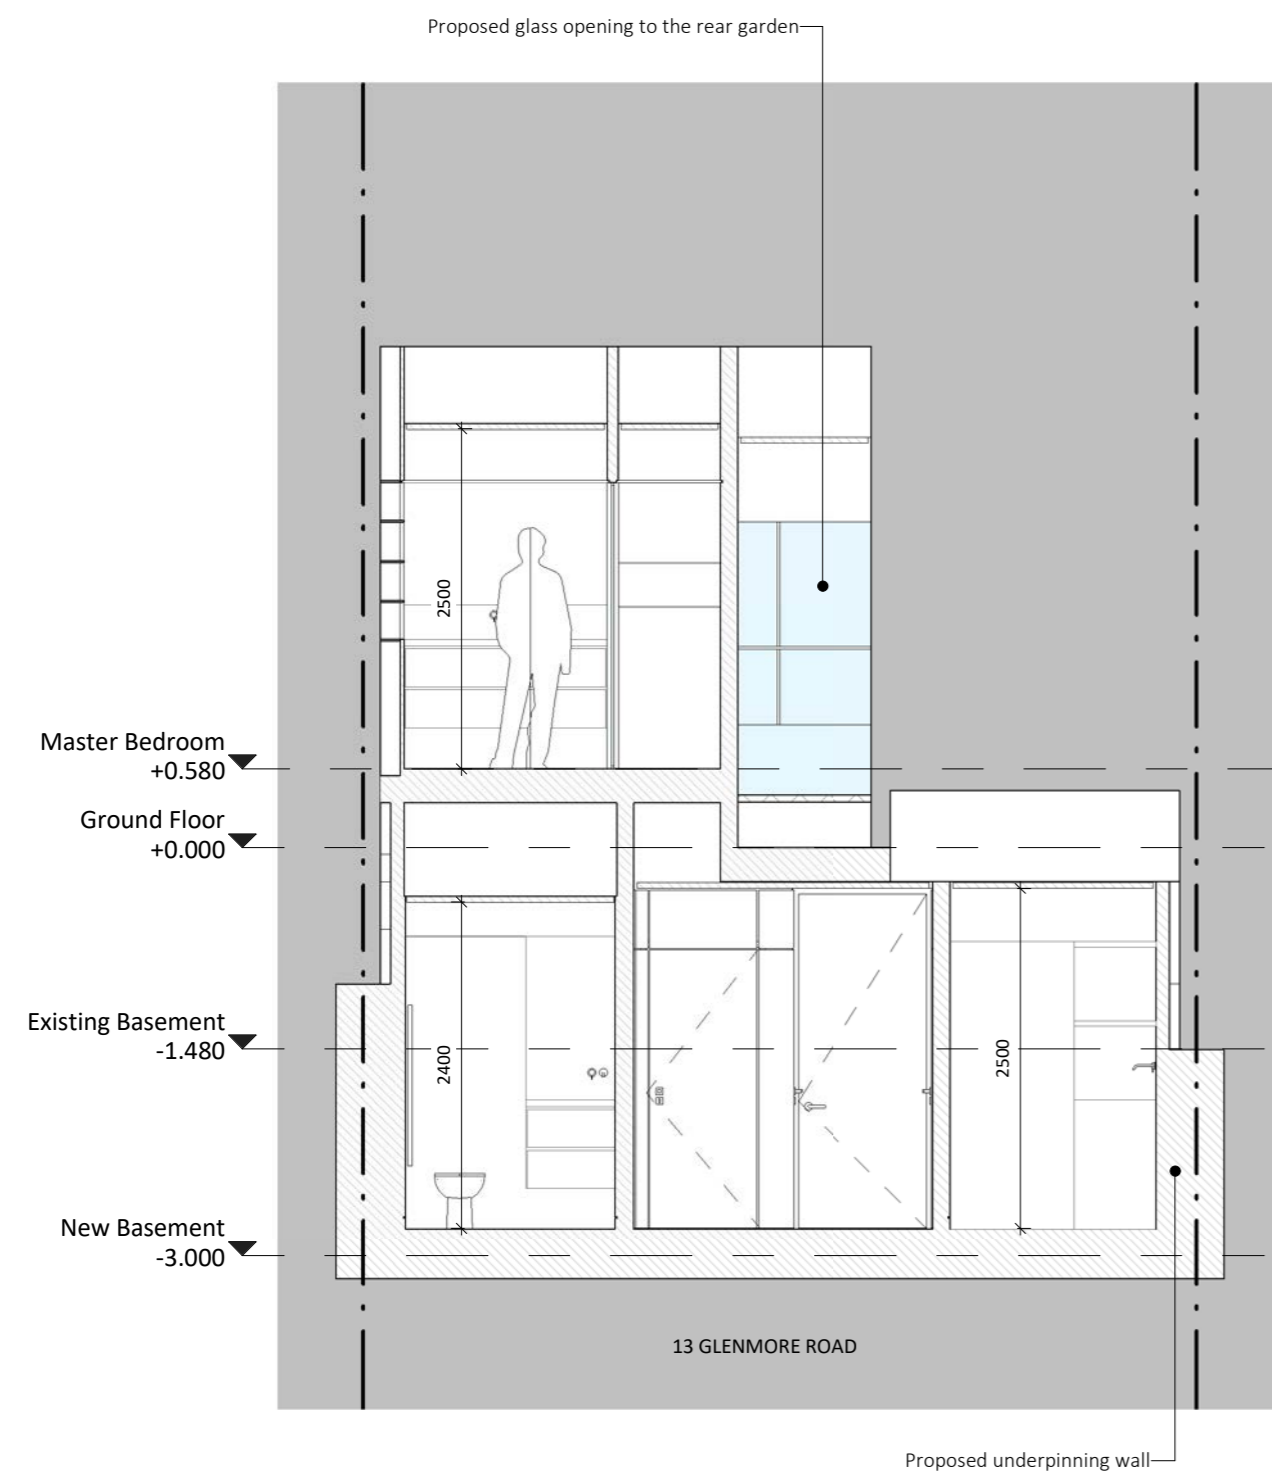 Proposed glass opening to the rear garden
2500
Master Bedroom
+0.580
Ground Floor
+0.000
Existing Basement
-1.480
2400
2500
New Basement
-3.000
13 GLENMORE ROAD
Proposed underpinning wall